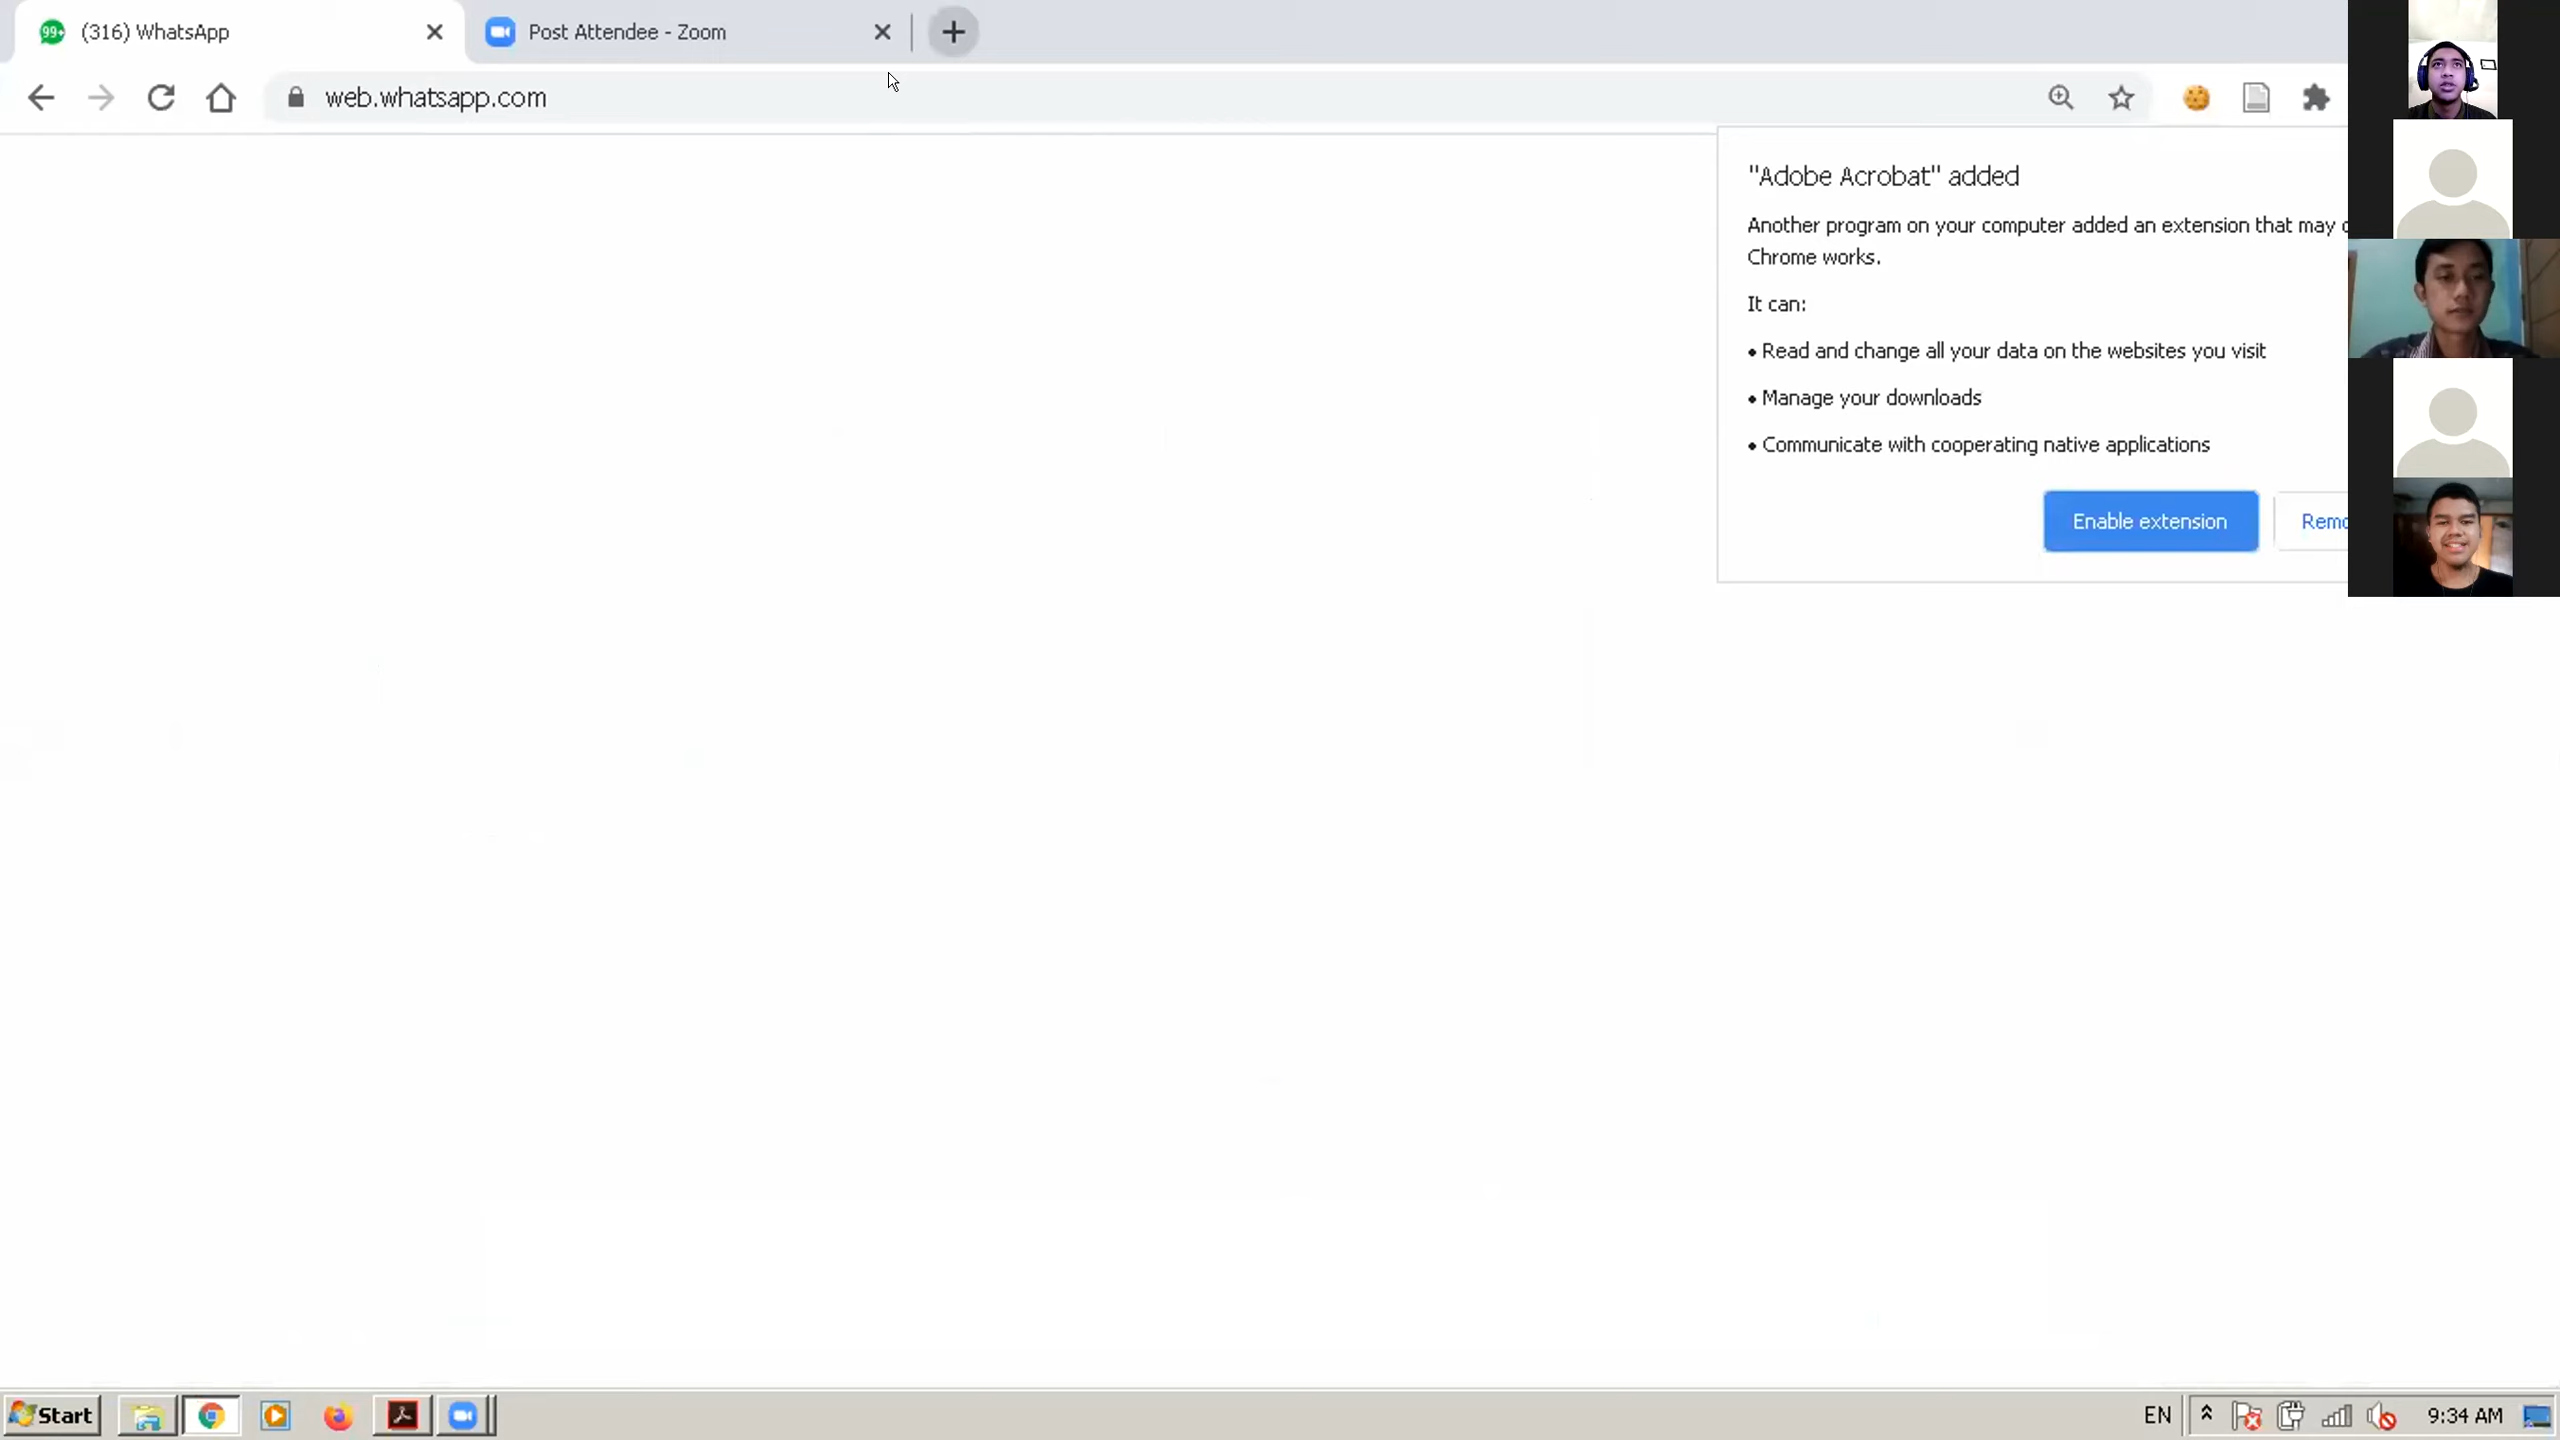 99+ (316) WhatsApp Post Attendee - Zoom
web.whatsapp.com
"Adobe Acrobat" added
Another program on your computer added an extension that may
Chrome works.
It can:
• Read and change all your data on the websites you visit
• Manage your downloads
• Communicate with cooperating native applications
Enable extension Remo
Start EN 9:34 AM